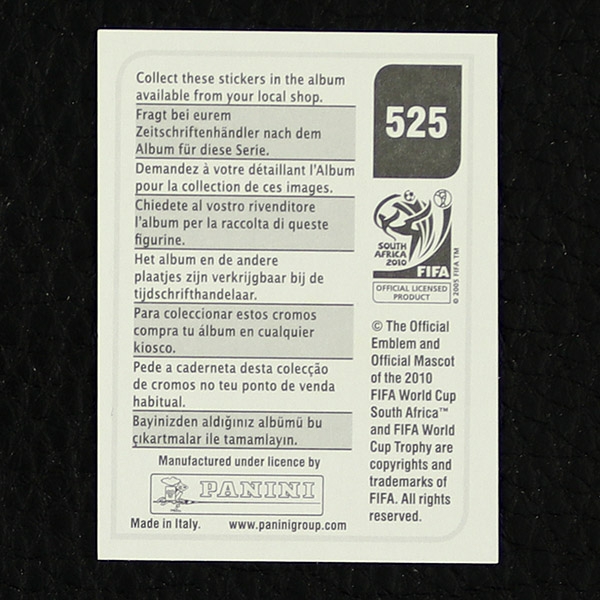 Collect these stickers in the album
available from your local shop.
Fragt bei eurem
Zeitschriftenhändler nach dem
Album für diese Serie.
Demandez à votre détaillant l'Album
pour la collection de ces images.
Chiedete al vostro rivenditore
l'album per la raccolta di queste
figurine.
Het album en de andere
plaatjes zijn verkrijgbaar bij de
tijdschrifthandelaar.
Para coleccionar estos cromos
compra tu álbum en cualquier
kiosco.
Pede a caderneta desta colecção
de cromos no teu ponto de venda
habitual.
Bayinizden aldığınız albümü bu
çıkartmalar ile tamamlayın.
Manufactured under licence by
PANINI
Made in Italy. www.paninigroup.com
525
SOUTH
AFRICA
2010
FIFA
© 2005 FIFA TM
OFFICIAL LICENSED
PRODUCT
© The Official
Emblem and
Official Mascot
of the 2010
FIFA World Cup
South Africa™
and FIFA World
Cup Trophy are
copyrights and
trademarks of
FIFA. All rights
reserved.